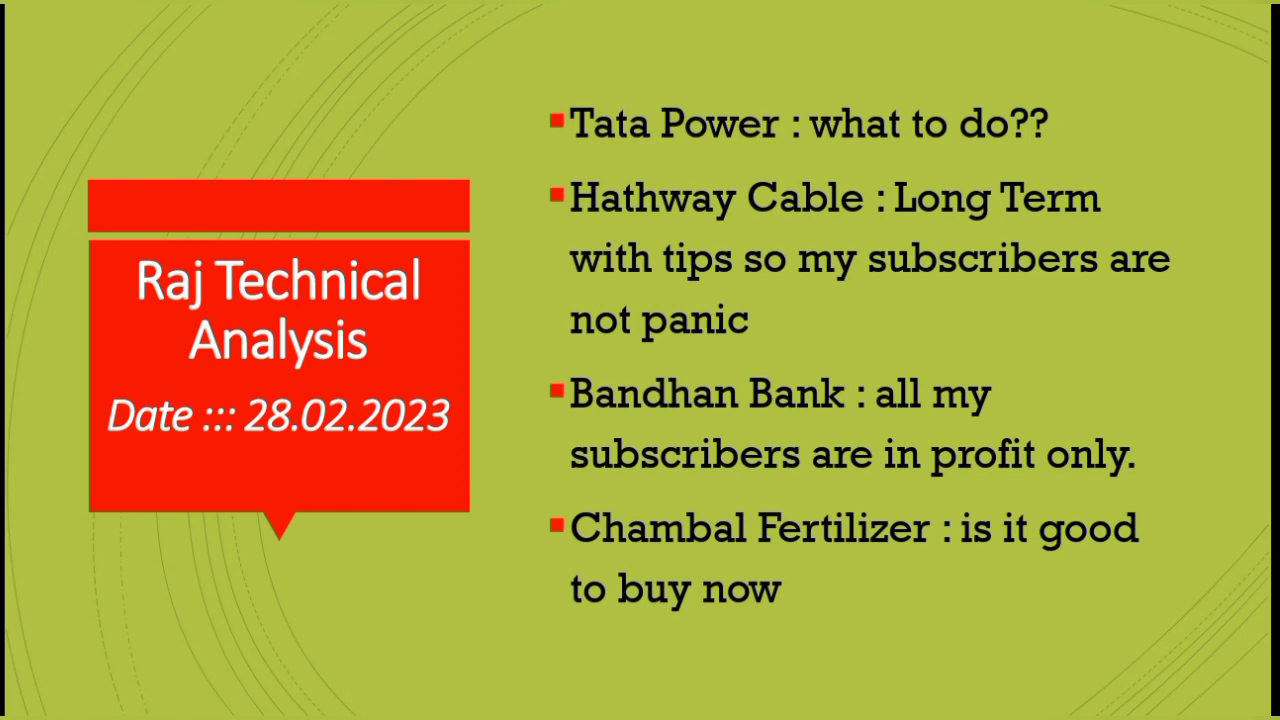 Raj Technical
Analysis
Date ::: 28.02.2023
Tata Power : what to do??
Hathway Cable : Long Term
with tips so my subscribers are
not panic
Bandhan Bank : all my
subscribers are in profit only.
Chambal Fertilizer : is it good
to buy now